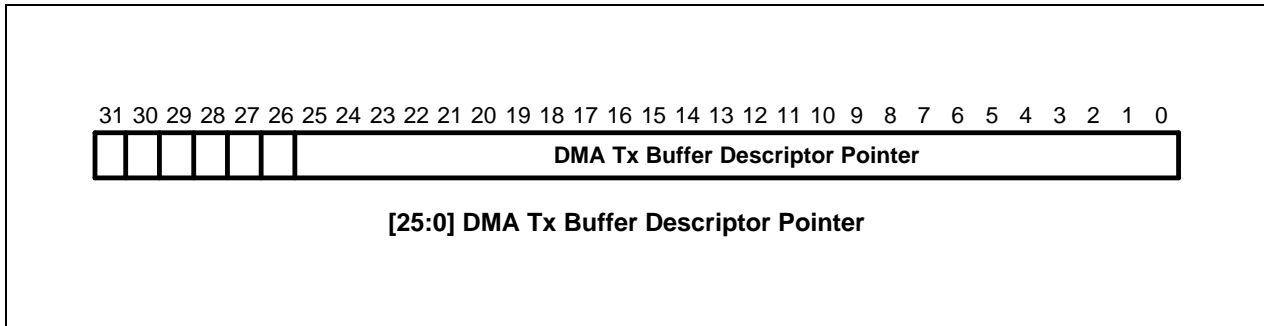 31 30 29 28 27 26 25 24 23 22 21 20 19 18 17 16 15 14 13 12 11 10 9 8 7 6 5 4 3 2 1 0
DMA Tx Buffer Descriptor Pointer
[25:0] DMA Tx Buffer Descriptor Pointer